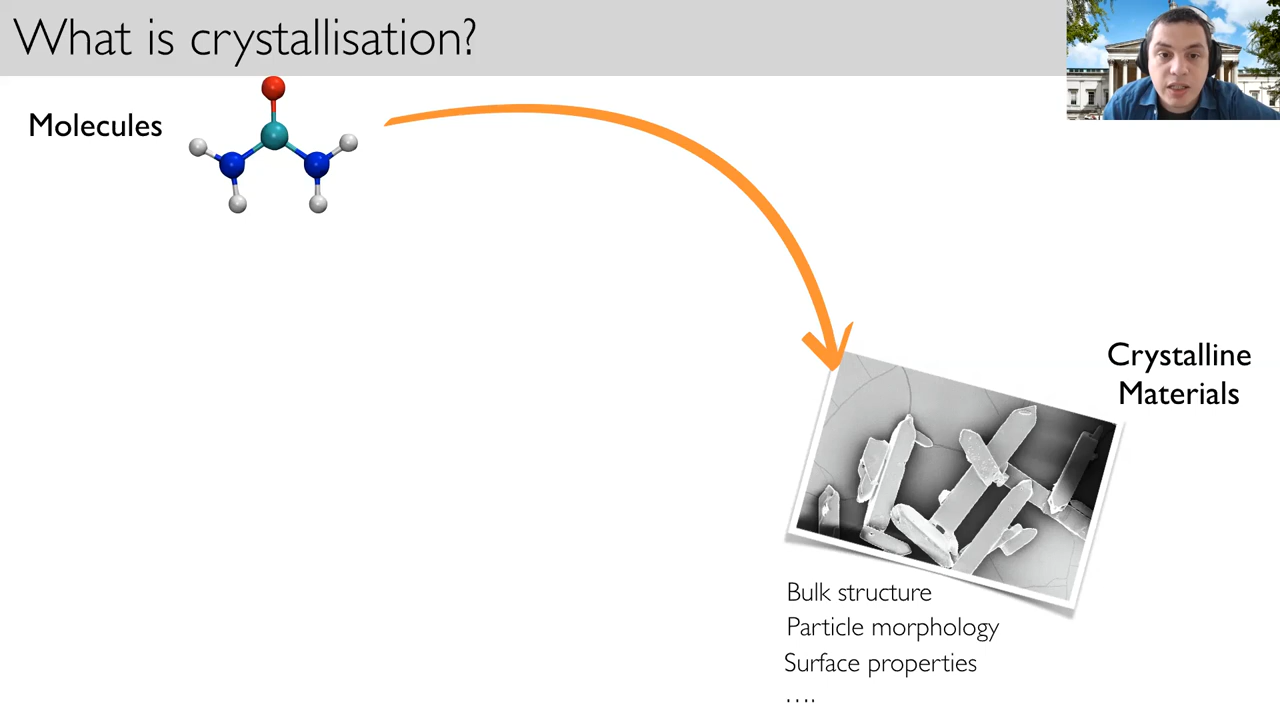 What is crystallisation?
Molecules
Crystalline
Materials
Bulk structure
Particle morphology
Surface properties
....